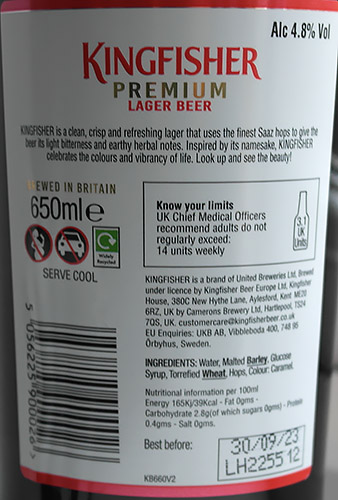 Alc 4.8% Vol
KINGFISHER
PREMIUM
LAGER BEER
KINGFISHER is a clean, crisp and refreshing lager that uses the finest Saaz hops to give the
beer its light bitterness and earthy herbal notes. Inspired by its namesake, KINGFISHER
celebrates the colours and vibrancy of life. Look up and see the beauty!
BREWED IN BRITAIN
650ml e
Widely
Recycled
SERVE COOL
Know your limits
UK Chief Medical Officers
recommend adults do not
regularly exceed:
14 units weekly
3.1
UK
Units
KINGFISHER is a brand of United Breweries Ltd, Brewed
under licence by Kingfisher Beer Europe Ltd, Kingfisher
House, 380C New Hythe Lane, Aylesford, Kent ME20
6RZ, UK by Camerons Brewery Ltd, Hartlepool, TS24
7QS, UK. customercare@kingfisherbeer.co.uk
EU Enquiries: UKB AB, Vibbleboda 400, 748 95
Örbyhus, Sweden.
INGREDIENTS: Water, Malted Barley, Glucose
Syrup, Torrefied Wheat, Hops, Colour: Caramel.
Nutritional information per 100ml
Energy 165Kj/39Kcal - Fat 0gms -
Carbohydrate 2.8g(of which sugars 0gms) - Protein
0.4gms - Salt 0gms.
Best before:
30/09/23
LH2255 12
KB660V2